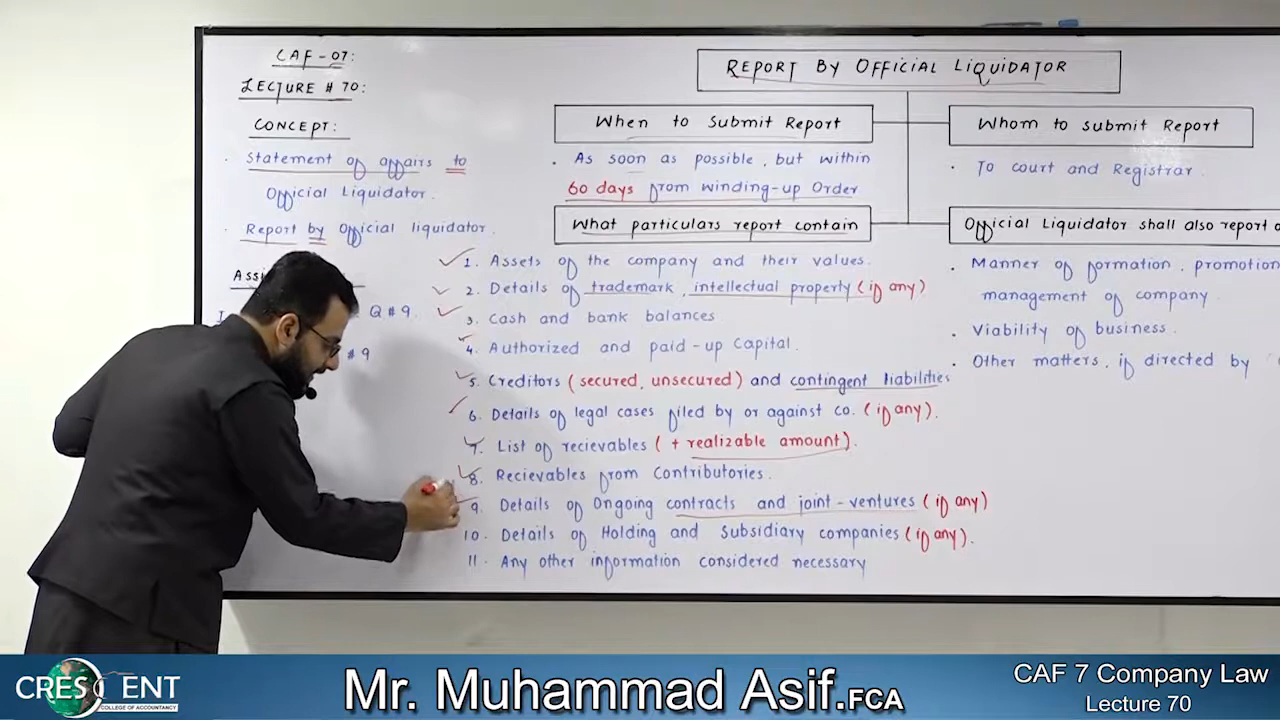 CAF - 07:
LECTURE # 70:
CONCEPT:
. Statement of affairs to
Official Liquidator.
. Report by Official liquidator.
Q # 9.
# 9
REPORT BY OFFICIAL LIQUIDATOR
When to Submit Report
. As soon as possible, but within
60 days from winding-up Order
Whom to submit Report
. To court and Registrar.
What particulars report contain
1. Assets of the company and their values.
2. Details of trademark, intellectual property (if any)
3. Cash and bank balances
4. Authorized and paid-up Capital.
5. Creditors (secured, unsecured) and contingent liabilities
6. Details of legal cases filed by or against co. (if any).
7. List of recievables (+ realizable amount).
8. Recievables from Contributories.
9. Details of Ongoing contracts and joint-ventures (if any)
10. Details of Holding and Subsidiary companies (if any).
11. Any other information considered necessary
Official Liquidator shall also report
. Manner of formation, promotion
management of company.
. Viability of business.
. Other matters, if directed by
CRESCENT
COLLEGE OF ACCOUNTANCY
Mr. Muhammad Asif.FCA
CAF 7 Company Law
Lecture 70